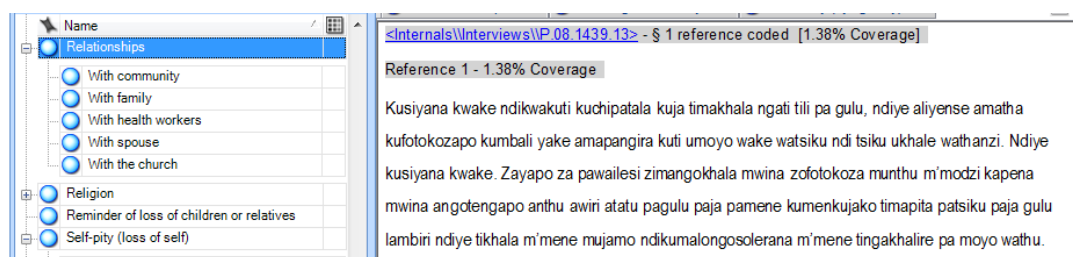 Name
Relationships
With community
With family
With health workers
With spouse
With the church
Religion
Reminder of loss of children or relatives
Self-pity (loss of self)
<Internals\\Interviews\\P.08.1439.13> - § 1 reference coded [1.38% Coverage]
Reference 1 - 1.38% Coverage
Kusiyana kwake ndikwakuti kuchipatala kuja timakhala ngati tili pa gulu, ndiye aliyense amatha
kufotokozapo kumbali yake amapangira kuti umoyo wake watsiku ndi tsiku ukhale wathanzi. Ndiye
kusiyana kwake. Zayapo za pawailesi zimangokhala mwina zofotokoza munthu m'modzi kapena
mwina angotengapo anthu awiri atatu pagulu paja pamene kumenkujako timapita patsiku paja gulu
lambiri ndiye tikhala m'mene mujamo ndikumalongosolerana m'mene tingakhalire pa moyo wathu.